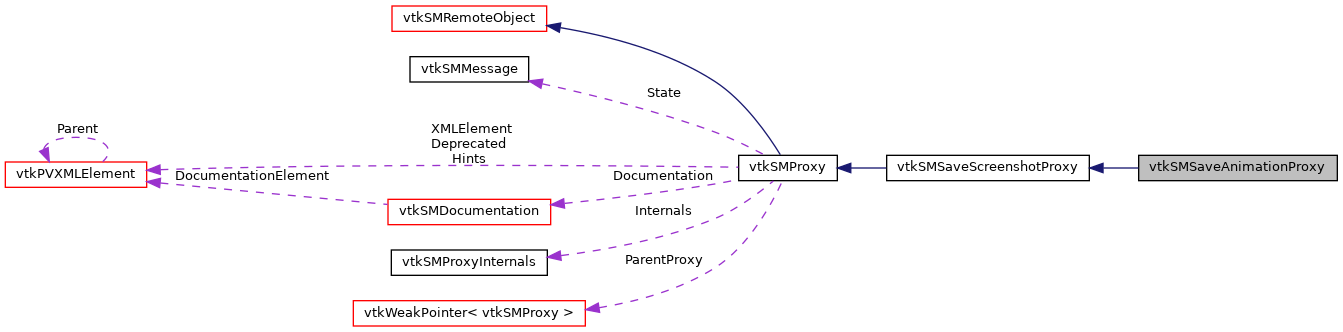 vtkSMRemoteObject
vtkSMMessage
State
Parent
XMLElement
Deprecated
Hints
vtkPVXMLElement
DocumentationElement
Documentation
vtkSMProxy
vtkSMSaveScreenshotProxy
vtkSMSaveAnimationProxy
vtkSMDocumentation
Internals
vtkSMProxyInternals
ParentProxy
vtkWeakPointer< vtkSMProxy >